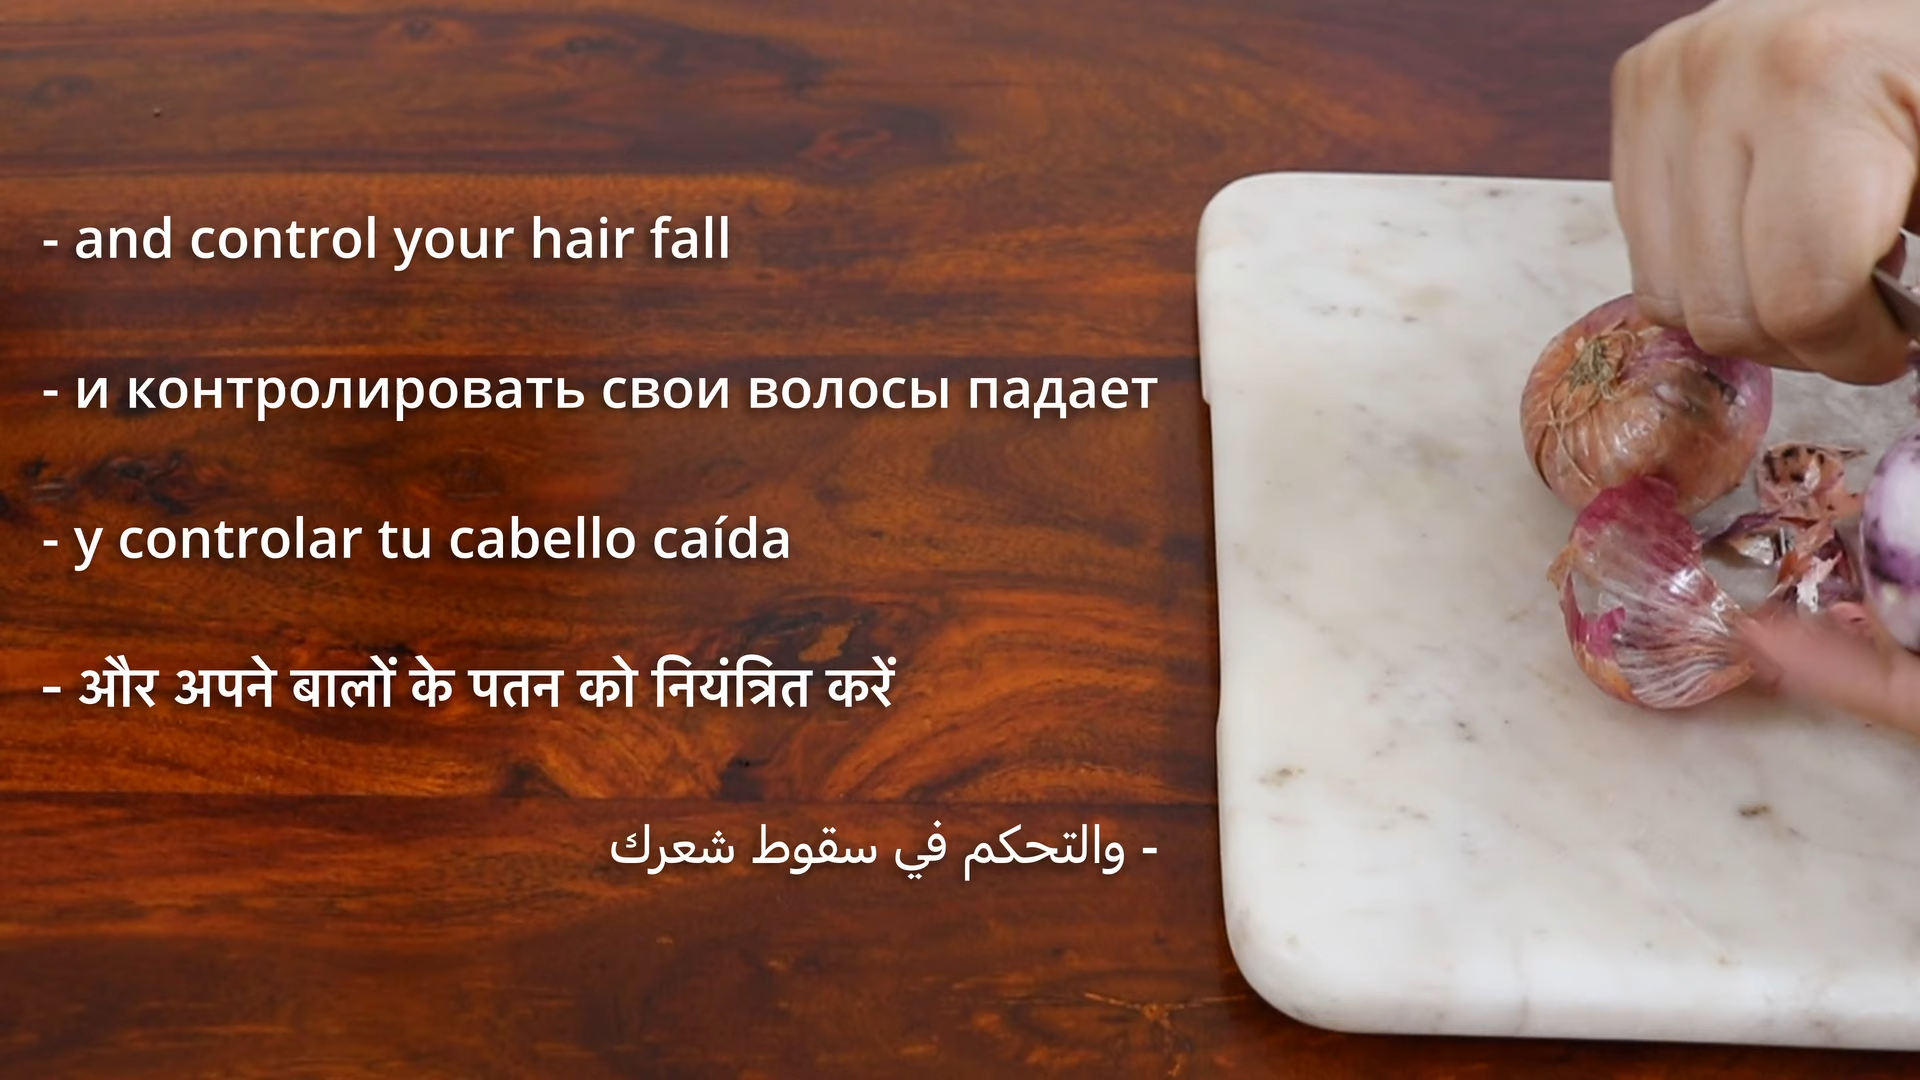 - and control your hair fall
- и контролировать свои волосы падает
- y controlar tu cabello caída
- और अपने बालों के पतन को नियंत्रित करें
- والتحكم في سقوط شعرك